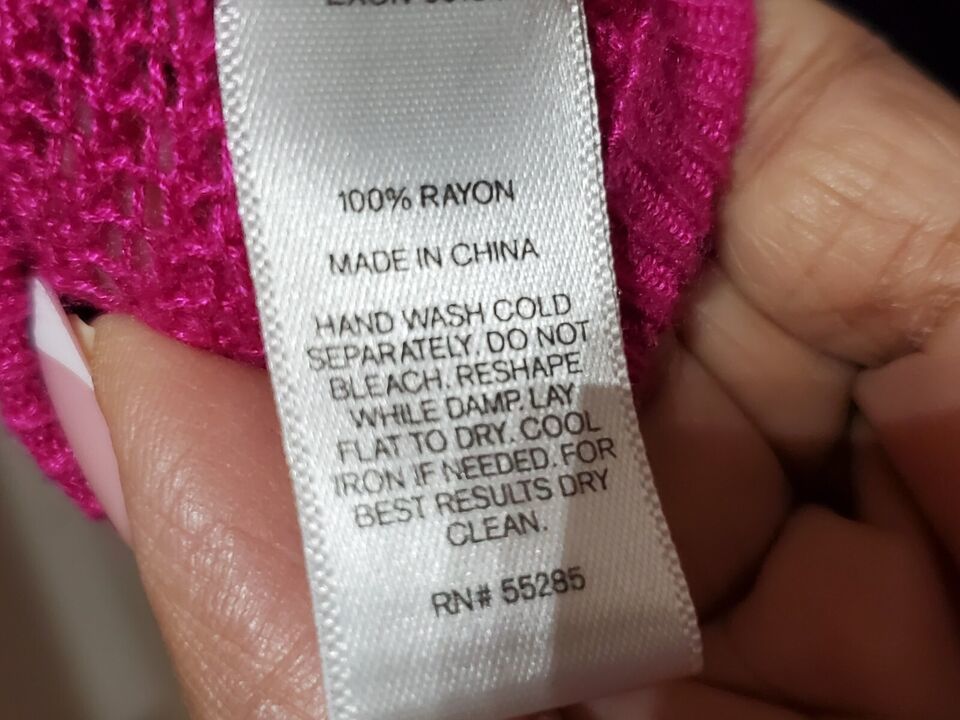 100% RAYON
MADE IN CHINA
HAND WASH COLD
SEPARATELY. DO NOT
BLEACH. RESHAPE
WHILE DAMP. LAY
FLAT TO DRY. COOL
IRON IF NEEDED. FOR
BEST RESULTS DRY
CLEAN.
RN# 55285